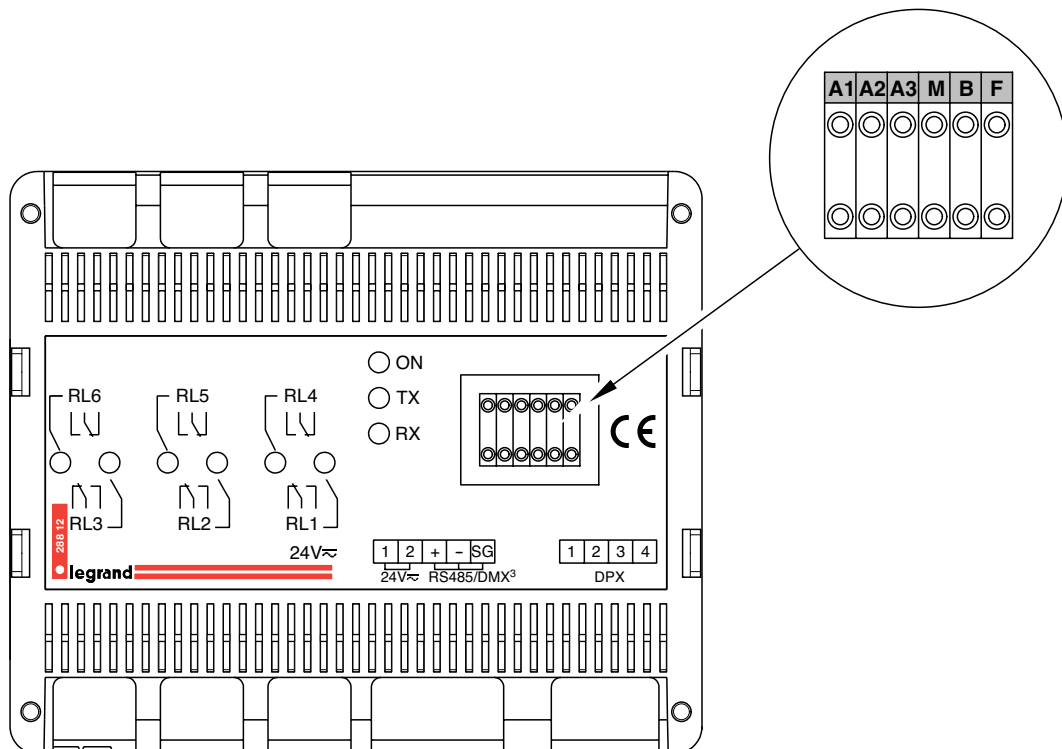 A1 A2 A3 M B F
ON
TX
RX
RL6 RL5 RL4
RL3 RL2 RL1
CE
288 12
legrand
24V
1 2 + − SG
24V RS485/DMX³
1 2 3 4
DPX